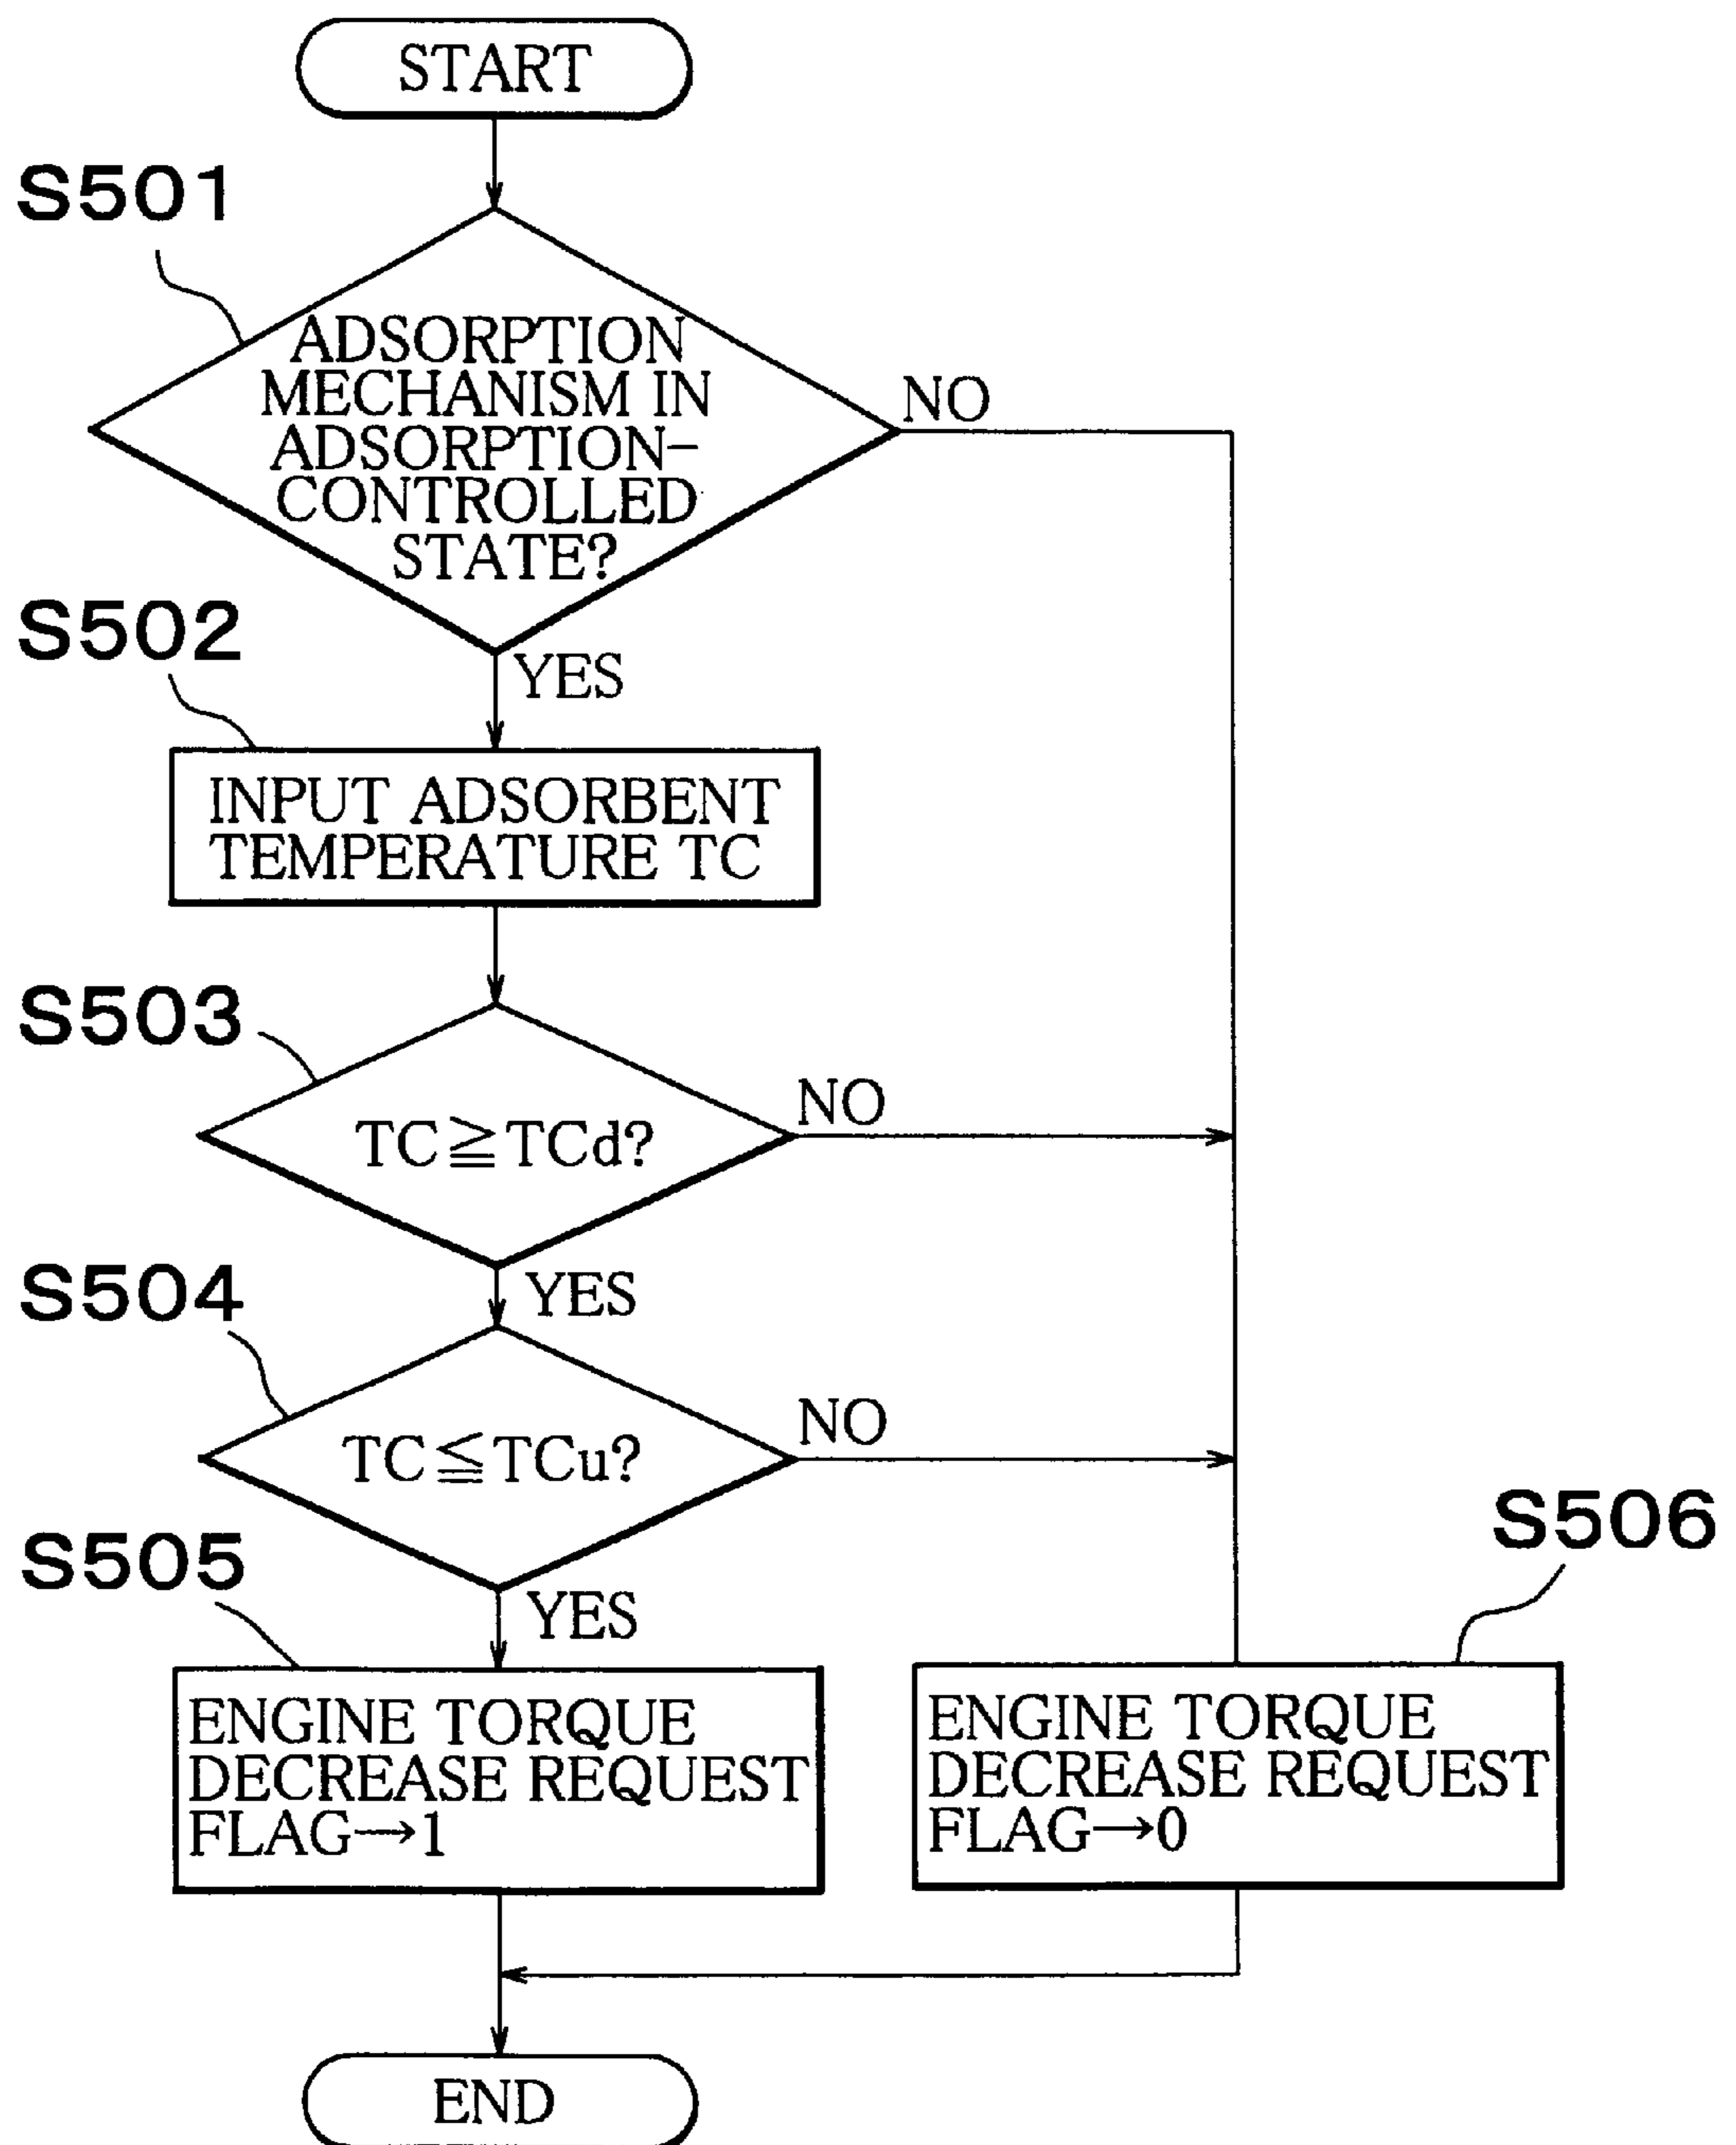 START
S501
ADSORPTION
MECHANISM IN
ADSORPTION-
CONTROLLED
STATE?
NO
YES
S502
INPUT ADSORBENT
TEMPERATURE TC
S503
TC≧TCd?
NO
YES
S504
TC≦TCu?
NO
YES
S505
ENGINE TORQUE
DECREASE REQUEST
FLAG→1
S506
ENGINE TORQUE
DECREASE REQUEST
FLAG→0
END